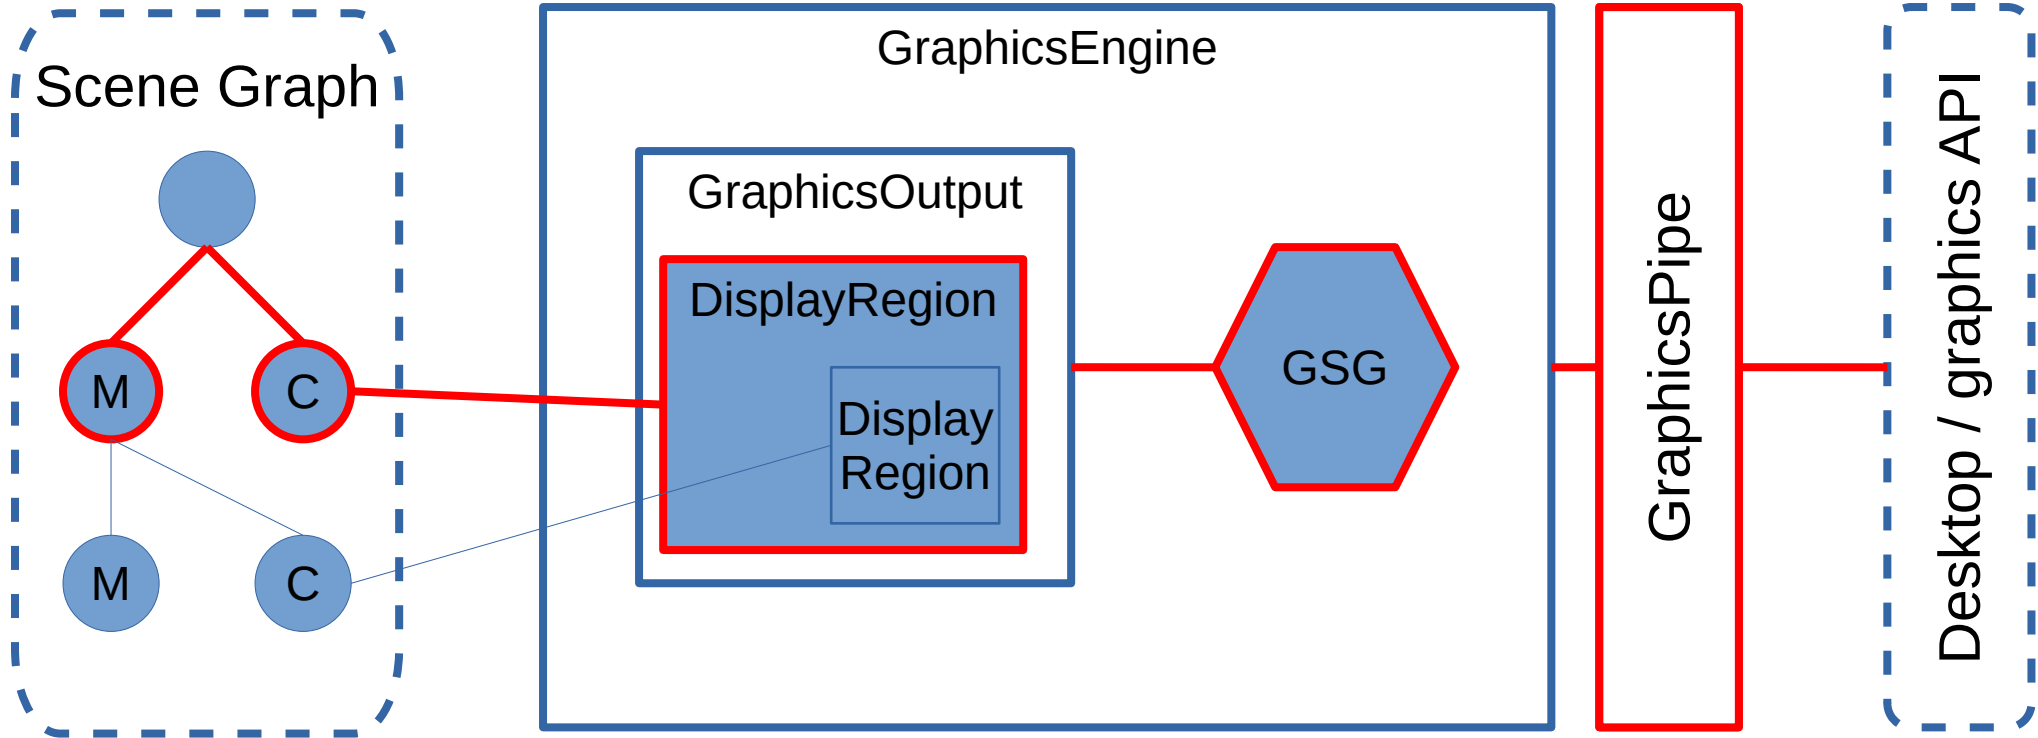 Scene Graph
M
C
M
C
GraphicsEngine
GraphicsOutput
DisplayRegion
Display
Region
GSG
GraphicsPipe
Desktop / graphics API